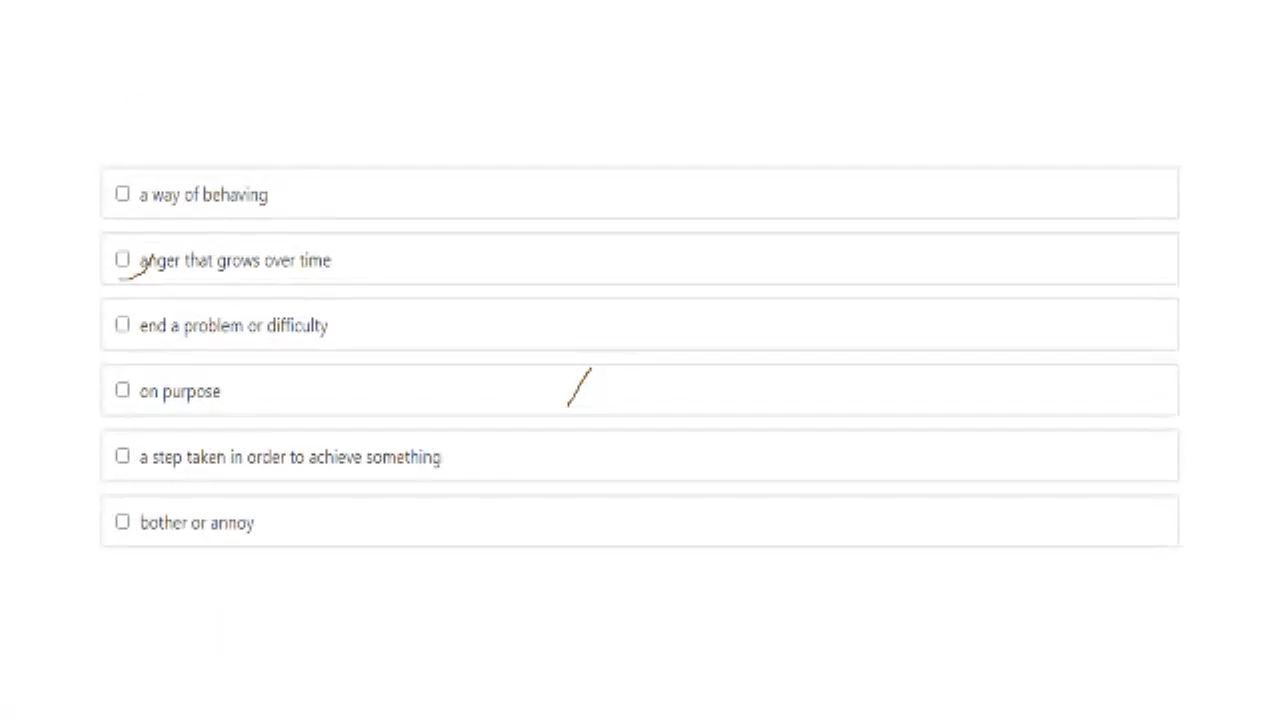 a way of behaving
anger that grows over time
end a problem or difficulty
on purpose
a step taken in order to achieve something
bother or annoy